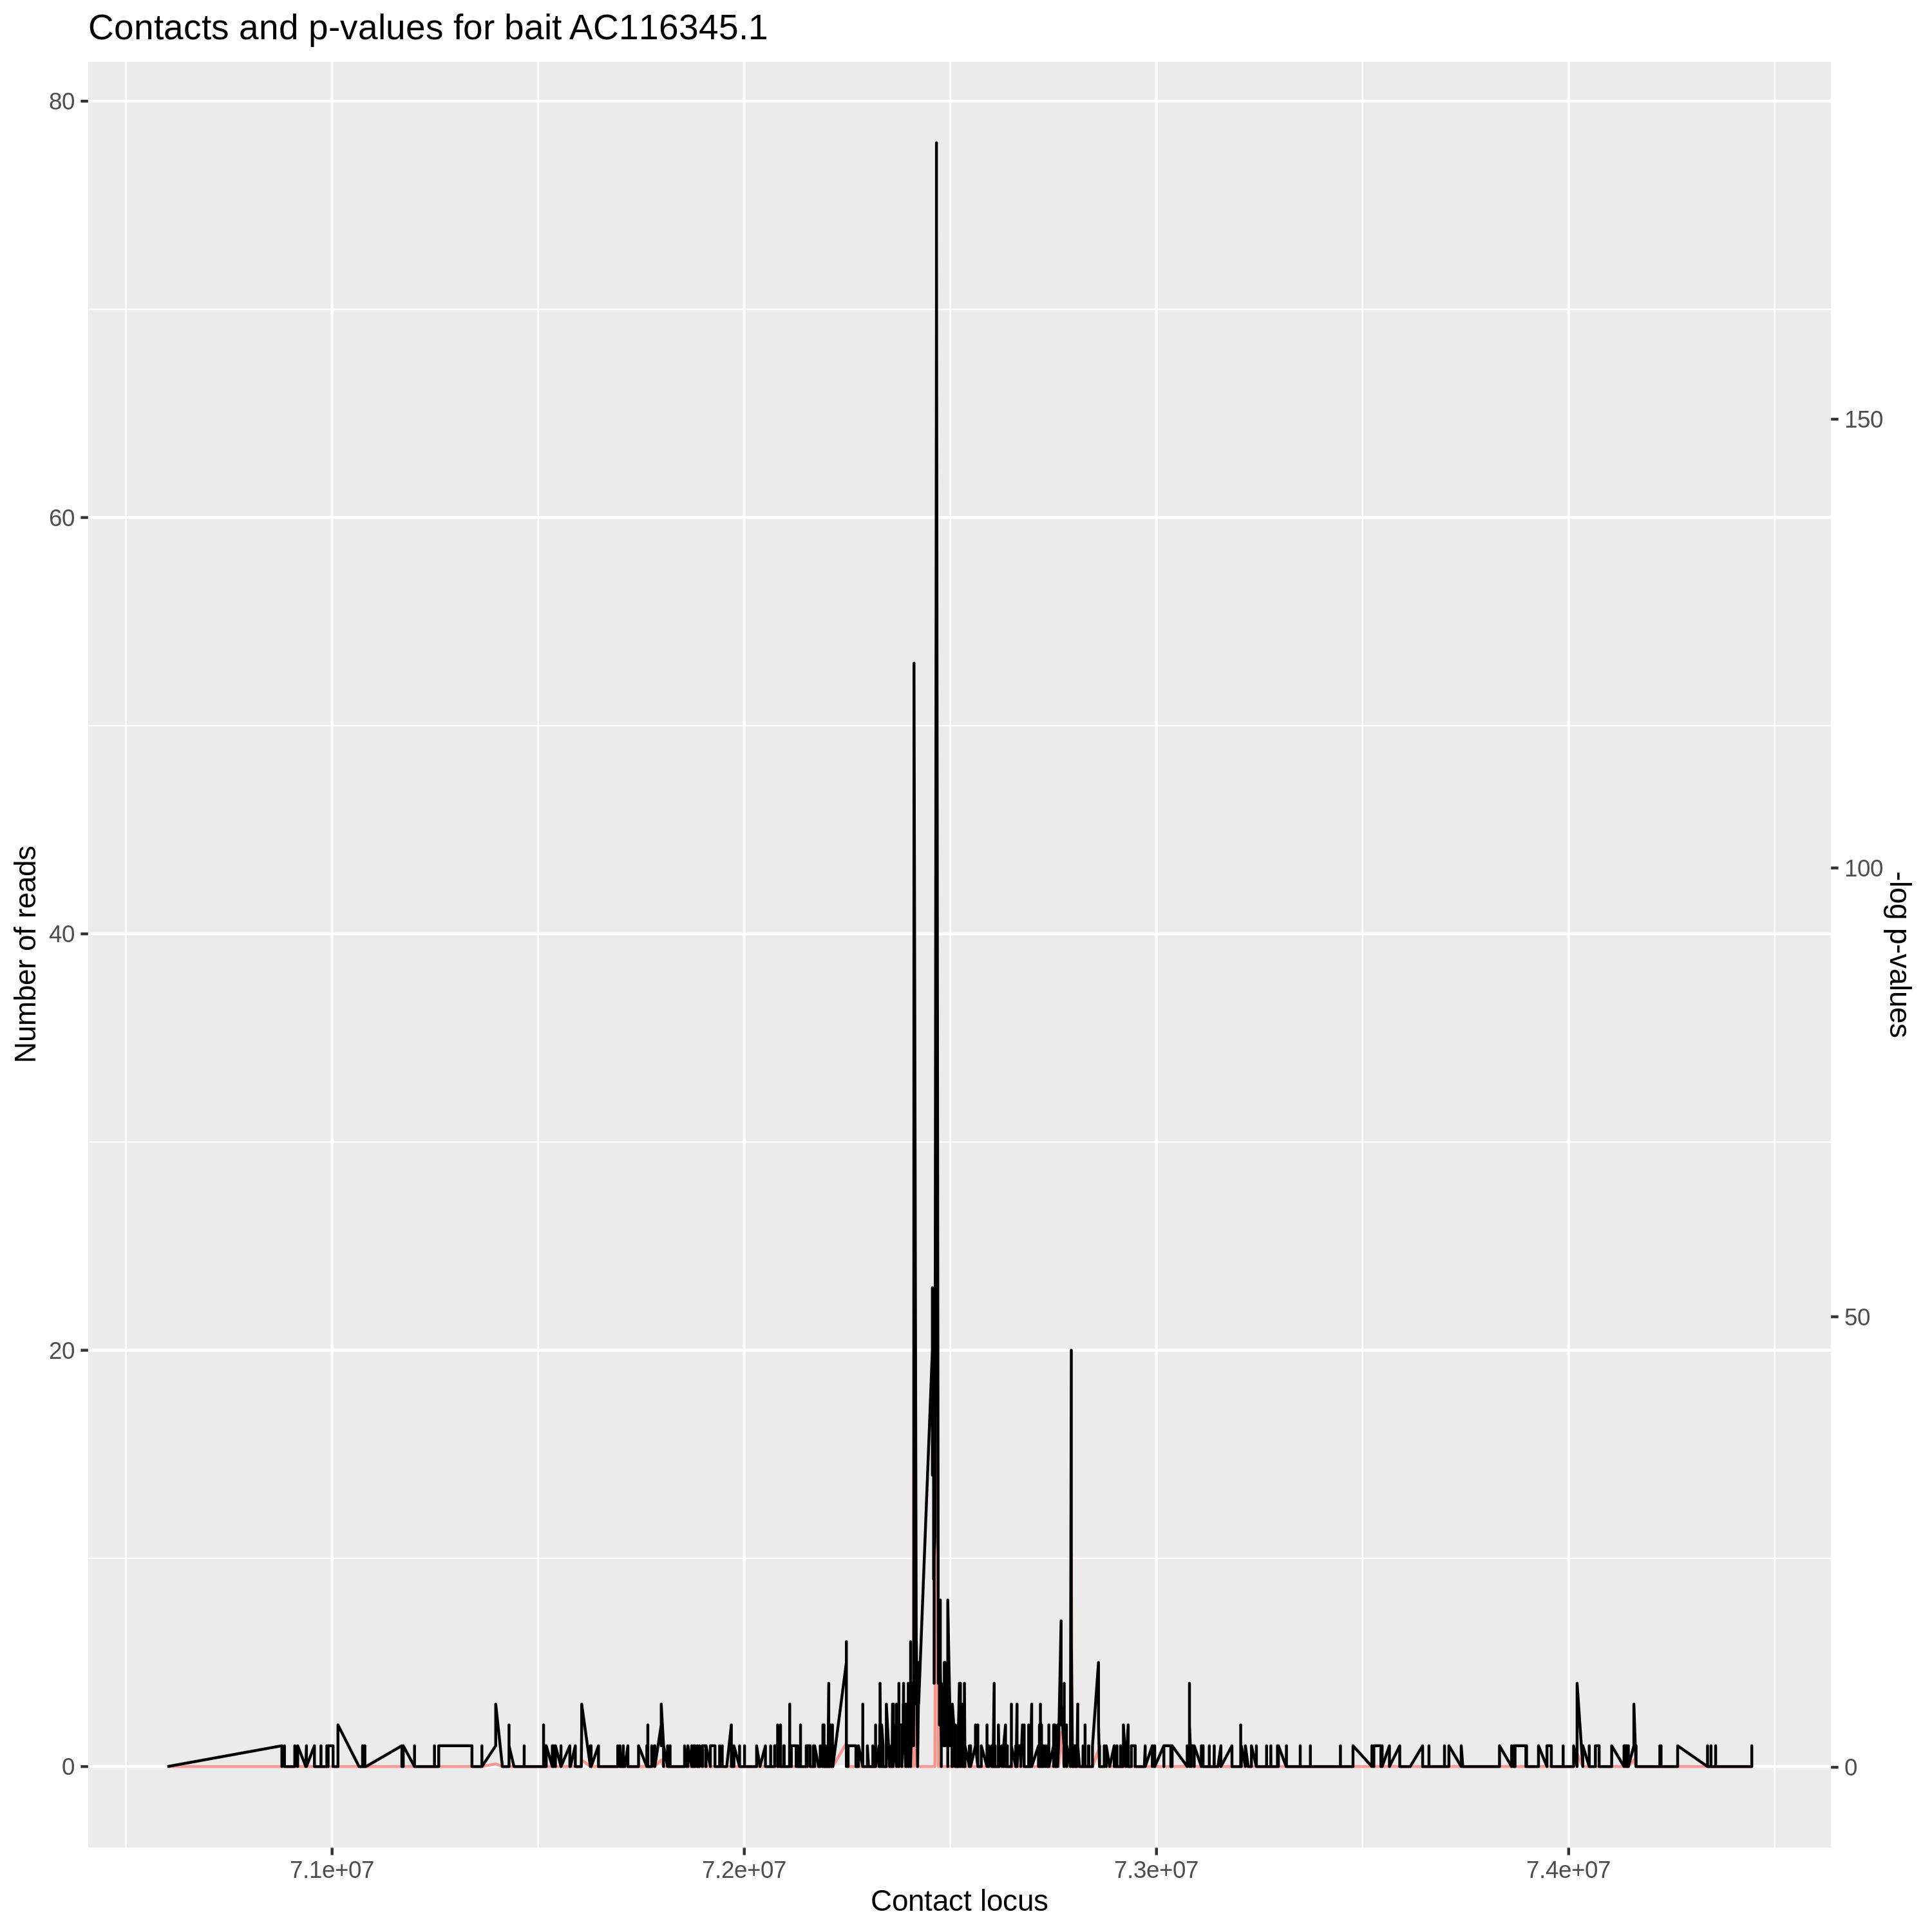 Contacts and p-values for bait AC116345.1
80
60
40
20
0
Number of reads
150
100
50
0
-log p-values
7.1e+07
7.2e+07
7.3e+07
7.4e+07
Contact locus